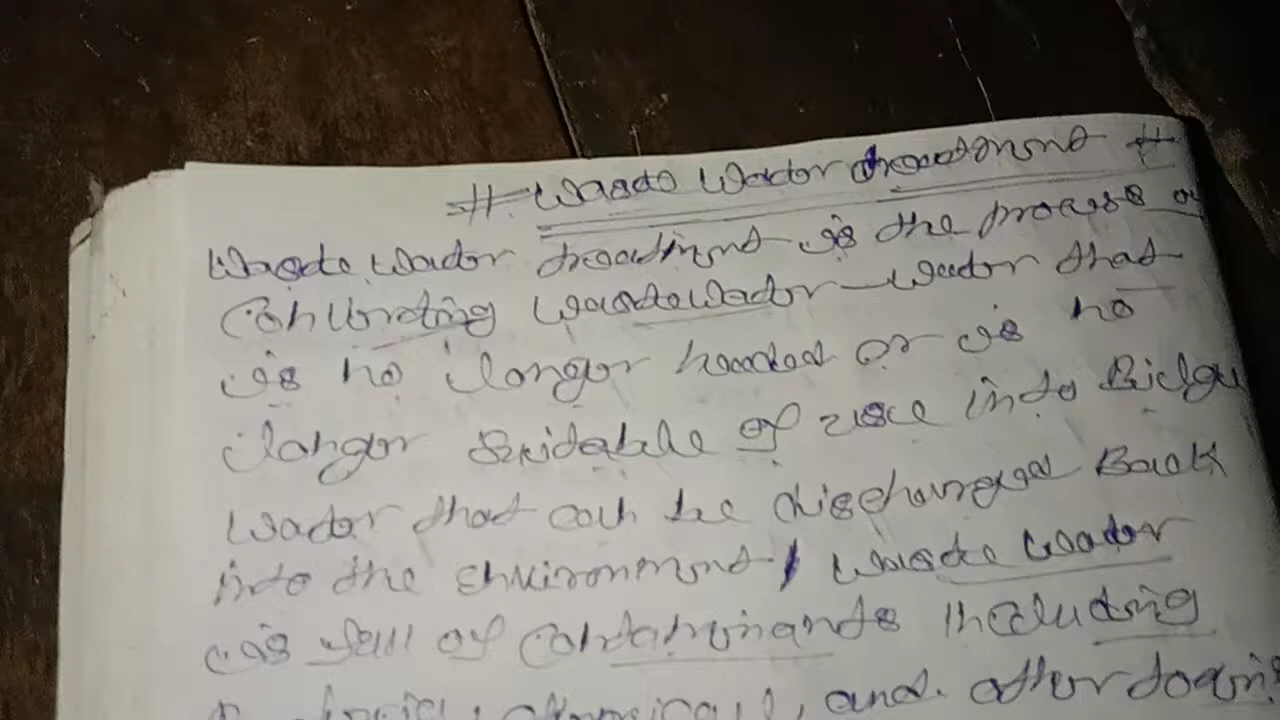 # Waste Water treatment #
Waste water treatment is the process of
Converting wastewater - water that
is no longer needed or is no
longer suitable of use into Bilge
water that can be discharged Back
into the environment, waste water
is full of contaminants including
chemicals, and other toxins